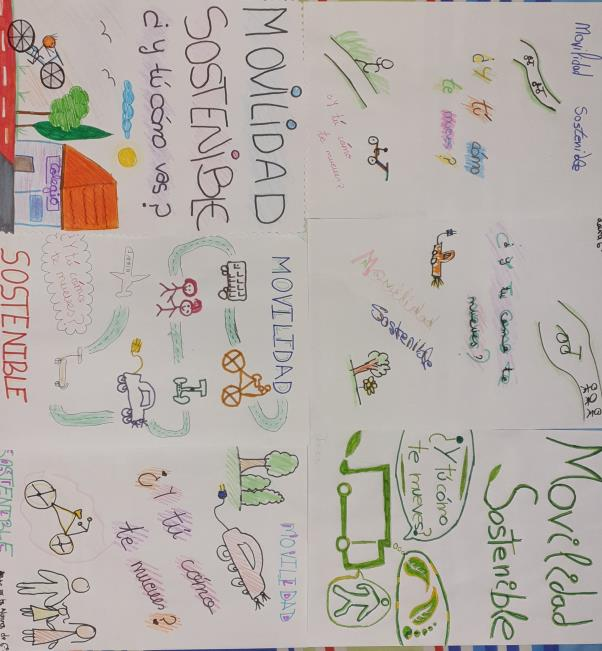 MOVILIDAD
SOSTENIBLE
¿Y tú cómo vas?
Colegio
Movilidad Sostenible
¿Y tú cómo
te mueves?
¿Y tú cómo
te mueves?
MOVILIDAD
¿Y tú cómo
te mueves?
SOSTENIBLE
¿Y tu como te
mueves?
Movilidad
Sostenible
MOVILIDAD
¿Y tú cómo
te mueves?
SOSTENIBLE
Movilidad
Sostenible
¿Y tú cómo
te mueves?